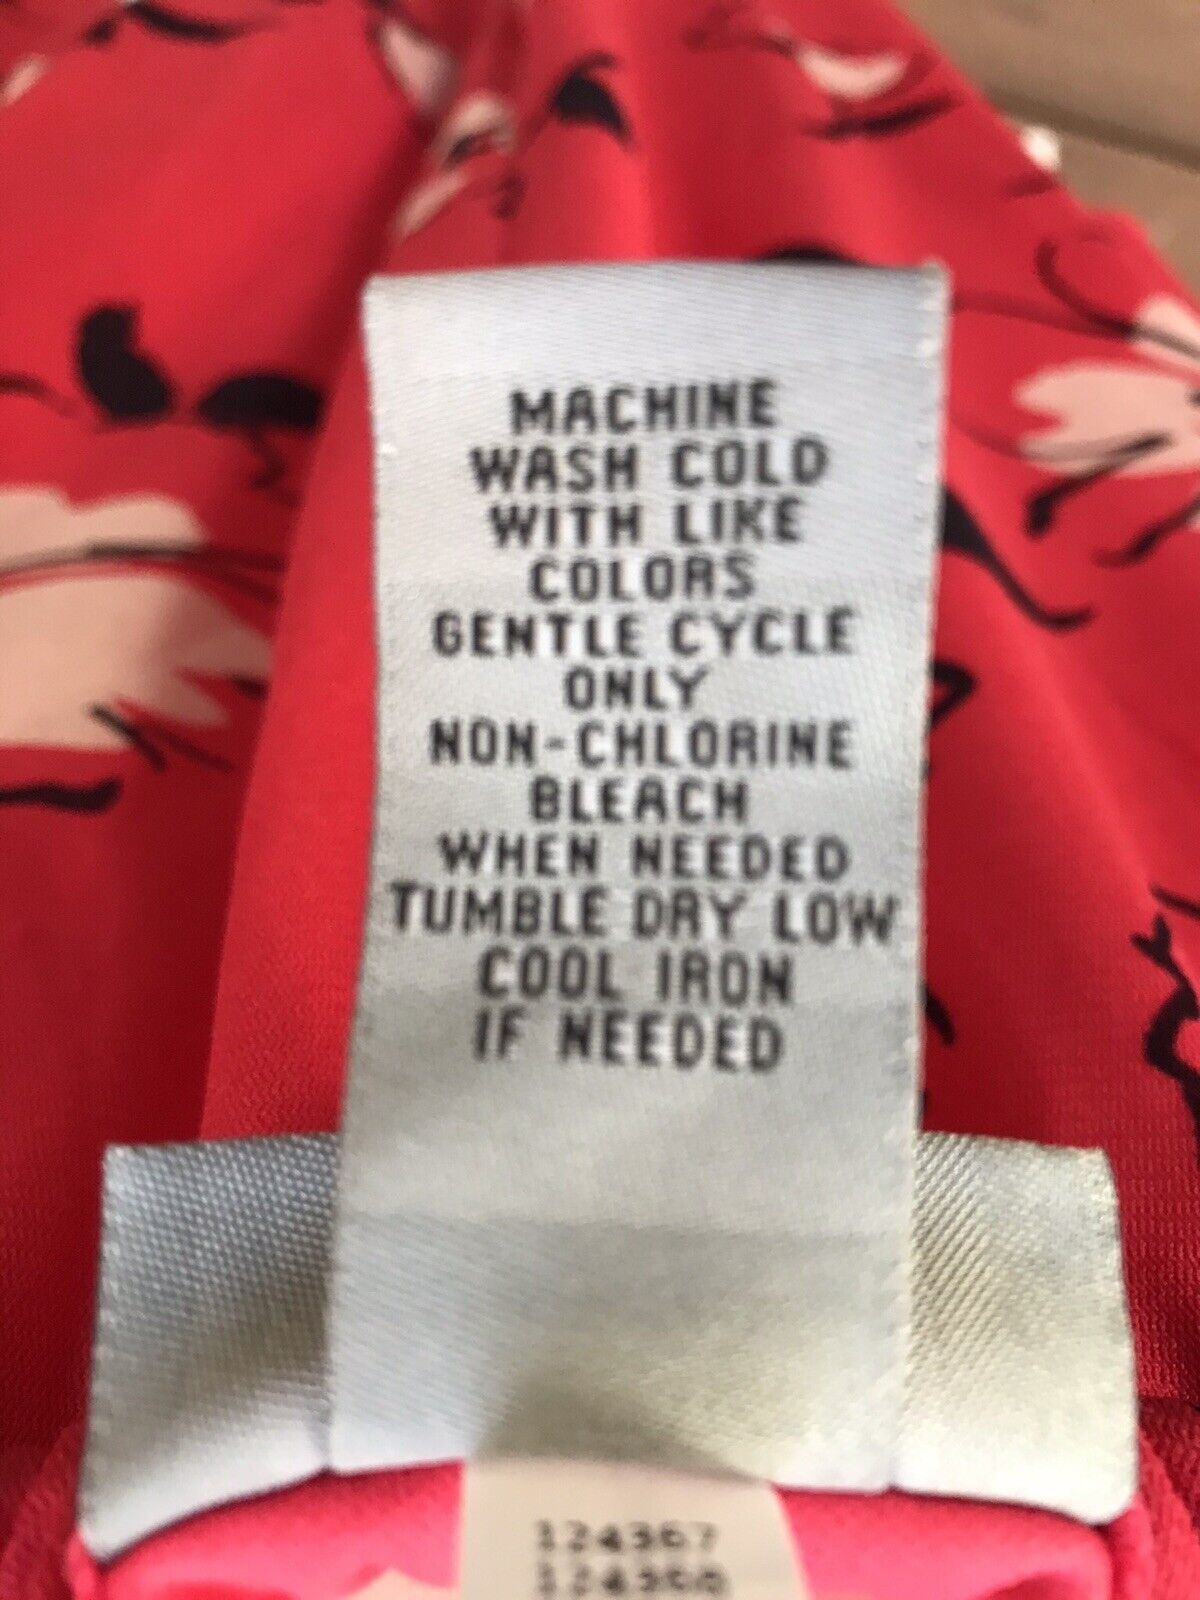 MACHINE
WASH COLD
WITH LIKE
COLORS
GENTLE CYCLE
ONLY
NON-CHLORINE
BLEACH
WHEN NEEDED
TUMBLE DRY LOW
COOL IRON
IF NEEDED
124367